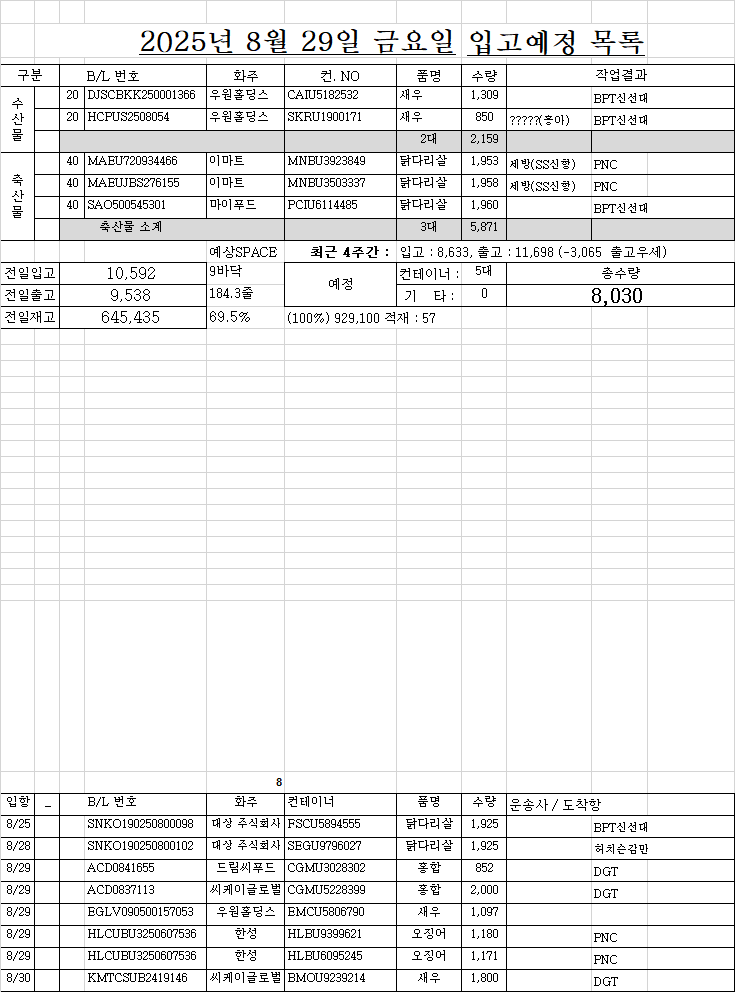 2025년 8월 29일 금요일 입고예정 목록
구분 B/L 번호 화주 컨. NO 품명 수량 작업결과
수산물
20 DJSCBKK250001366 우원홀딩스 CAIU5182532 새우 1,309 BPT신선대
20 HCPUS2508054 우원홀딩스 SKRU1900171 새우 850 ?????(흥아) BPT신선대
2대 2,159
축산물
40 MAEU720934466 이마트 MNBU3923849 닭다리살 1,953 세방(SS신항) PNC
40 MAEUJBS276155 이마트 MNBU3503337 닭다리살 1,958 세방(SS신항) PNC
40 SAO500545301 마이푸드 PCIU6114485 닭다리살 1,960 BPT신선대
축산물 소계 3대 5,871
예상SPACE 최근 4주간 : 입고 : 8,633, 출고 : 11,698 (-3,065 출고우세)
전일입고 10,592 9바닥 예정 컨테이너 : 5대 총수량
전일출고 9,538 184.3줄 기 타 : 0 8,030
전일재고 645,435 69.5% (100%) 929,100 적재 : 57
8
입항 _ B/L 번호 화주 컨테이너 품명 수량 운송사 / 도착항
8/25 SNKO190250800098 대상 주식회사 FSCU5894555 닭다리살 1,925 BPT신선대
8/28 SNKO190250800102 대상 주식회사 SEGU9796027 닭다리살 1,925 허치슨감만
8/29 ACD0841655 드림씨푸드 CGMU3028302 홍합 852 DGT
8/29 ACD0837113 씨케이글로벌 CGMU5228399 홍합 2,000 DGT
8/29 EGLV090500157053 우원홀딩스 EMCU5806790 새우 1,097
8/29 HLCUBU3250607536 한성 HLBU9399621 오징어 1,180 PNC
8/29 HLCUBU3250607536 한성 HLBU6095245 오징어 1,171 PNC
8/30 KMTCSUB2419146 씨케이글로벌 BMOU9239214 새우 1,800 DGT